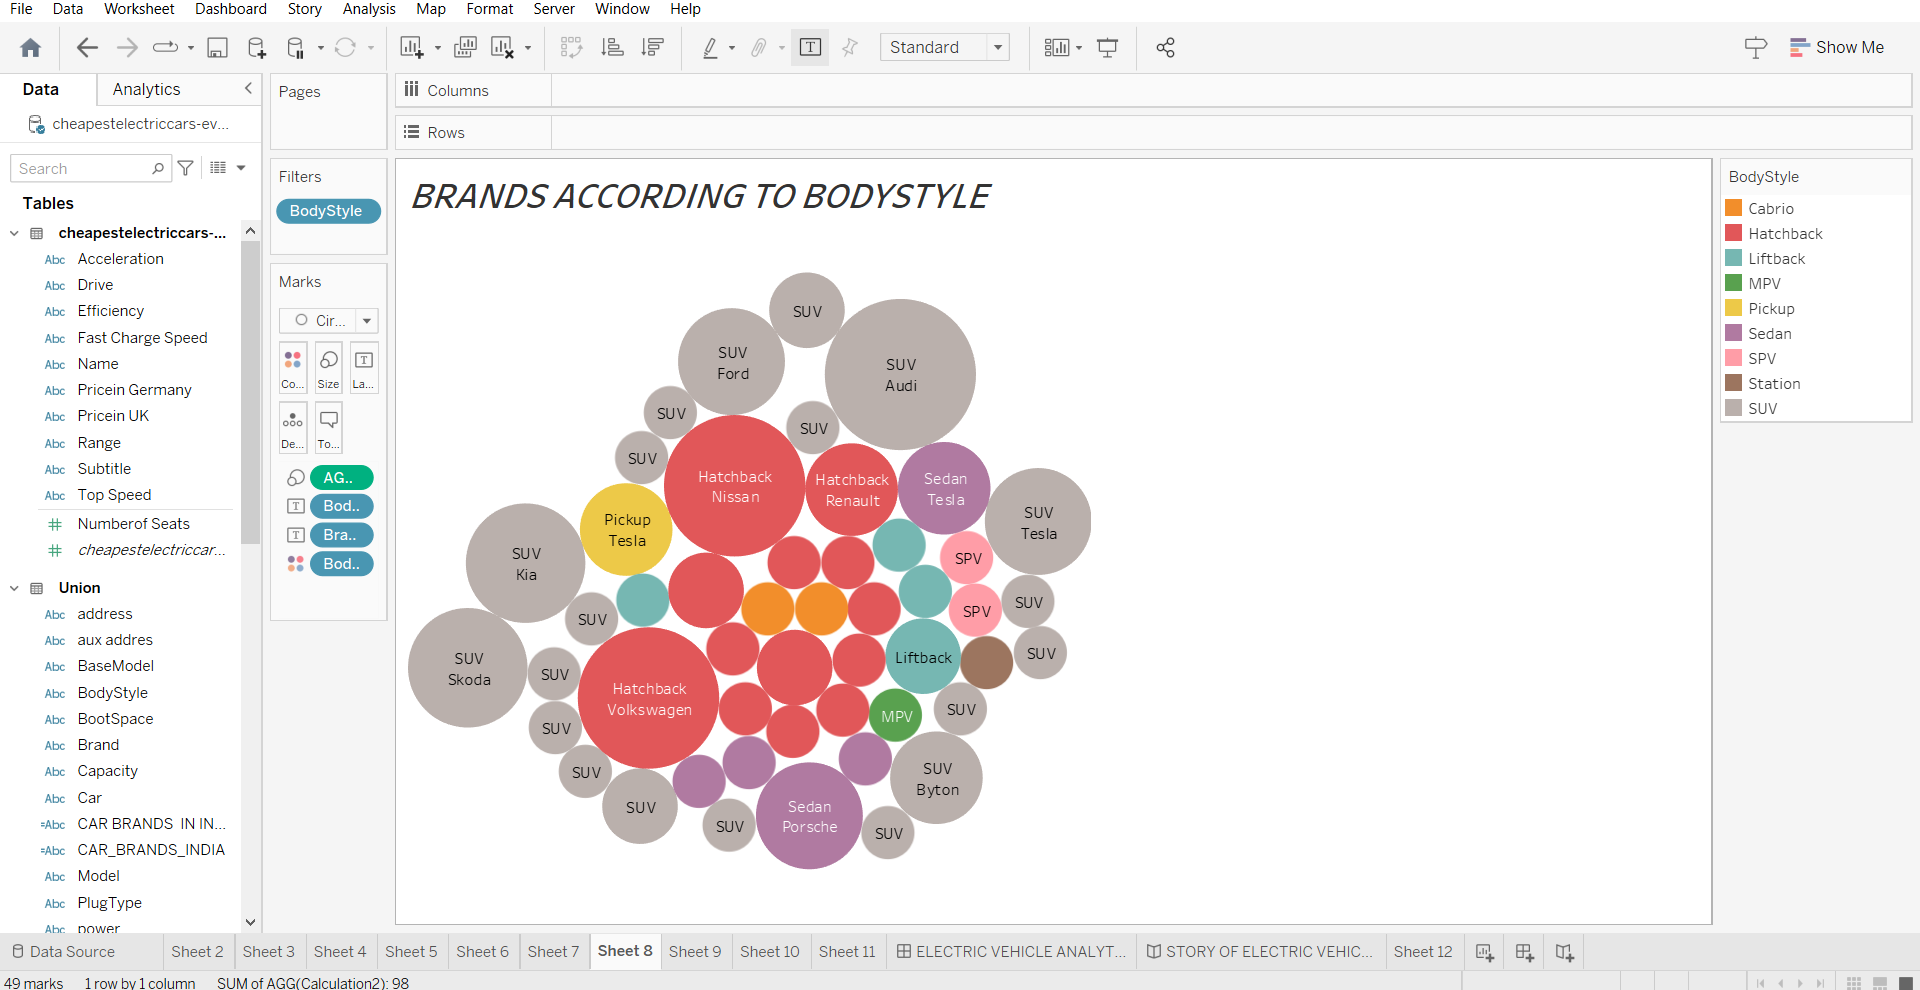 File Data Worksheet Dashboard Story Analysis Map Format Server Window Help
Standard
Show Me
Data Analytics
cheapestelectriccars-ev...
Search
Tables
cheapestelectriccars-...
Abc Acceleration
Abc Drive
Abc Efficiency
Abc Fast Charge Speed
Abc Name
Abc Pricein Germany
Abc Pricein UK
Abc Range
Abc Subtitle
Abc Top Speed
# Numberof Seats
# cheapestelectriccar...
Union
Abc address
Abc aux addres
Abc BaseModel
Abc BodyStyle
Abc BootSpace
Abc Brand
Abc Capacity
Abc Car
=Abc CAR BRANDS IN IN...
=Abc CAR_BRANDS_INDIA
Abc Model
Abc PlugType
Abc power
Pages
Filters
BodyStyle
Marks
Cir...
Co... Size La...
De... To...
AG..
Bod..
Bra..
Bod..
Columns
Rows
BRANDS ACCORDING TO BODYSTYLE
SUV
SUV
Ford
SUV
Audi
SUV
SUV
SUV
Hatchback
Nissan
Hatchback
Renault
Sedan
Tesla
SUV
Tesla
Pickup
Tesla
SUV
Kia
SPV
SPV
SUV
SUV
SUV
SUV
Skoda
SUV
Hatchback
Volkswagen
Liftback
SUV
MPV
SUV
SUV
SUV
SUV
Byton
SUV
Sedan
Porsche
SUV
BodyStyle
Cabrio
Hatchback
Liftback
MPV
Pickup
Sedan
SPV
Station
SUV
Data Source Sheet 2 Sheet 3 Sheet 4 Sheet 5 Sheet 6 Sheet 7 Sheet 8 Sheet 9 Sheet 10 Sheet 11 ELECTRIC VEHICLE ANALYT... STORY OF ELECTRIC VEHIC... Sheet 12
49 marks 1 row by 1 column SUM of AGG(Calculation2): 98